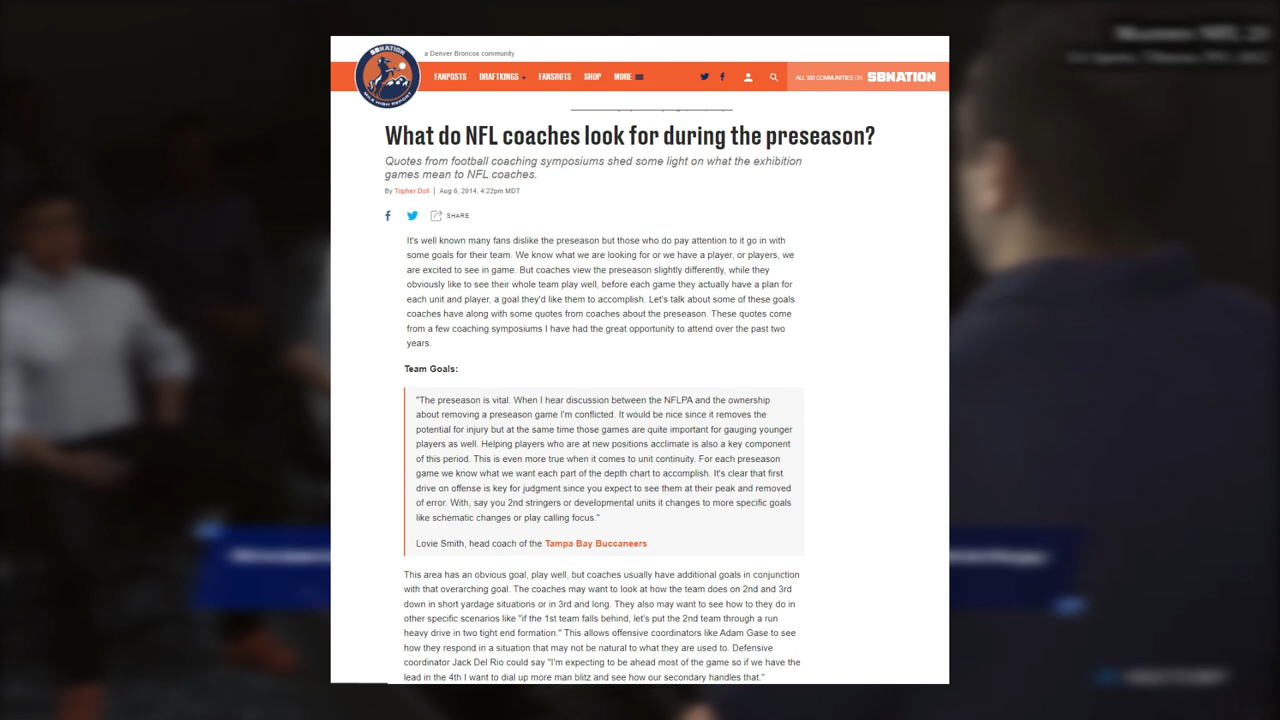 SBNATION
MILE HIGH REPORT
a Denver Broncos community
FANPOSTS DRAFTKINGS FANSHOTS SHOP MORE
ALL 300 COMMUNITIES ON SBNATION
What do NFL coaches look for during the preseason?
Quotes from football coaching symposiums shed some light on what the exhibition
games mean to NFL coaches.
By Topher Doll | Aug 6, 2014, 4:22pm MDT
SHARE
It's well known many fans dislike the preseason but those who do pay attention to it go in with
some goals for their team. We know what we are looking for or we have a player, or players, we
are excited to see in game. But coaches view the preseason slightly differently, while they
obviously like to see their whole team play well, before each game they actually have a plan for
each unit and player, a goal they'd like them to accomplish. Let's talk about some of these goals
coaches have along with some quotes from coaches about the preseason. These quotes come
from a few coaching symposiums I have had the great opportunity to attend over the past two
years.
Team Goals:
"The preseason is vital. When I hear discussion between the NFLPA and the ownership
about removing a preseason game I'm conflicted. It would be nice since it removes the
potential for injury but at the same time those games are quite important for gauging younger
players as well. Helping players who are at new positions acclimate is also a key component
of this period. This is even more true when it comes to unit continuity. For each preseason
game we know what we want each part of the depth chart to accomplish. It's clear that first
drive on offense is key for judgment since you expect to see them at their peak and removed
of error. With, say you 2nd stringers or developmental units it changes to more specific goals
like schematic changes or play calling focus."
Lovie Smith, head coach of the Tampa Bay Buccaneers
This area has an obvious goal, play well, but coaches usually have additional goals in conjunction
with that overarching goal. The coaches may want to look at how the team does on 2nd and 3rd
down in short yardage situations or in 3rd and long. They also may want to see how to they do in
other specific scenarios like "if the 1st team falls behind, let's put the 2nd team through a run
heavy drive in two tight end formation." This allows offensive coordinators like Adam Gase to see
how they respond in a situation that may not be natural to what they are used to. Defensive
coordinator Jack Del Rio could say "I'm expecting to be ahead most of the game so if we have the
lead in the 4th I want to dial up more man blitz and see how our secondary handles that."